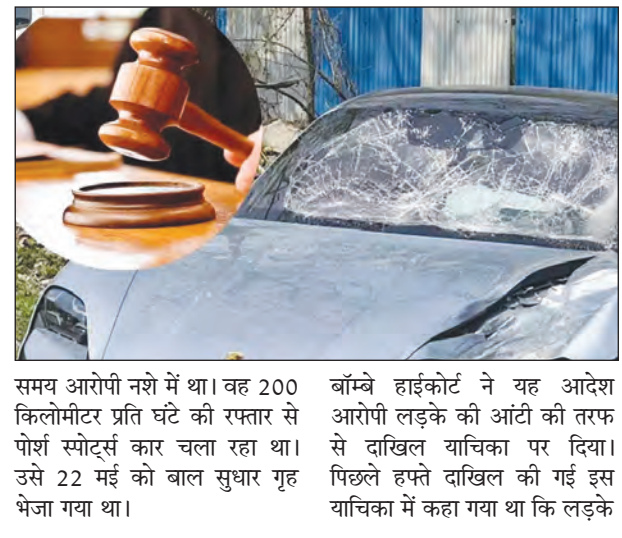 समय आरोपी नशे में था। वह 200
किलोमीटर प्रति घंटे की रफ्तार से
पोर्श स्पोर्ट्स कार चला रहा था।
उसे 22 मई को बाल सुधार गृह
भेजा गया था।
बॉम्बे हाईकोर्ट ने यह आदेश
आरोपी लड़के की आंटी की तरफ
से दाखिल याचिका पर दिया।
पिछले हफ्ते दाखिल की गई इस
याचिका में कहा गया था कि लड़के